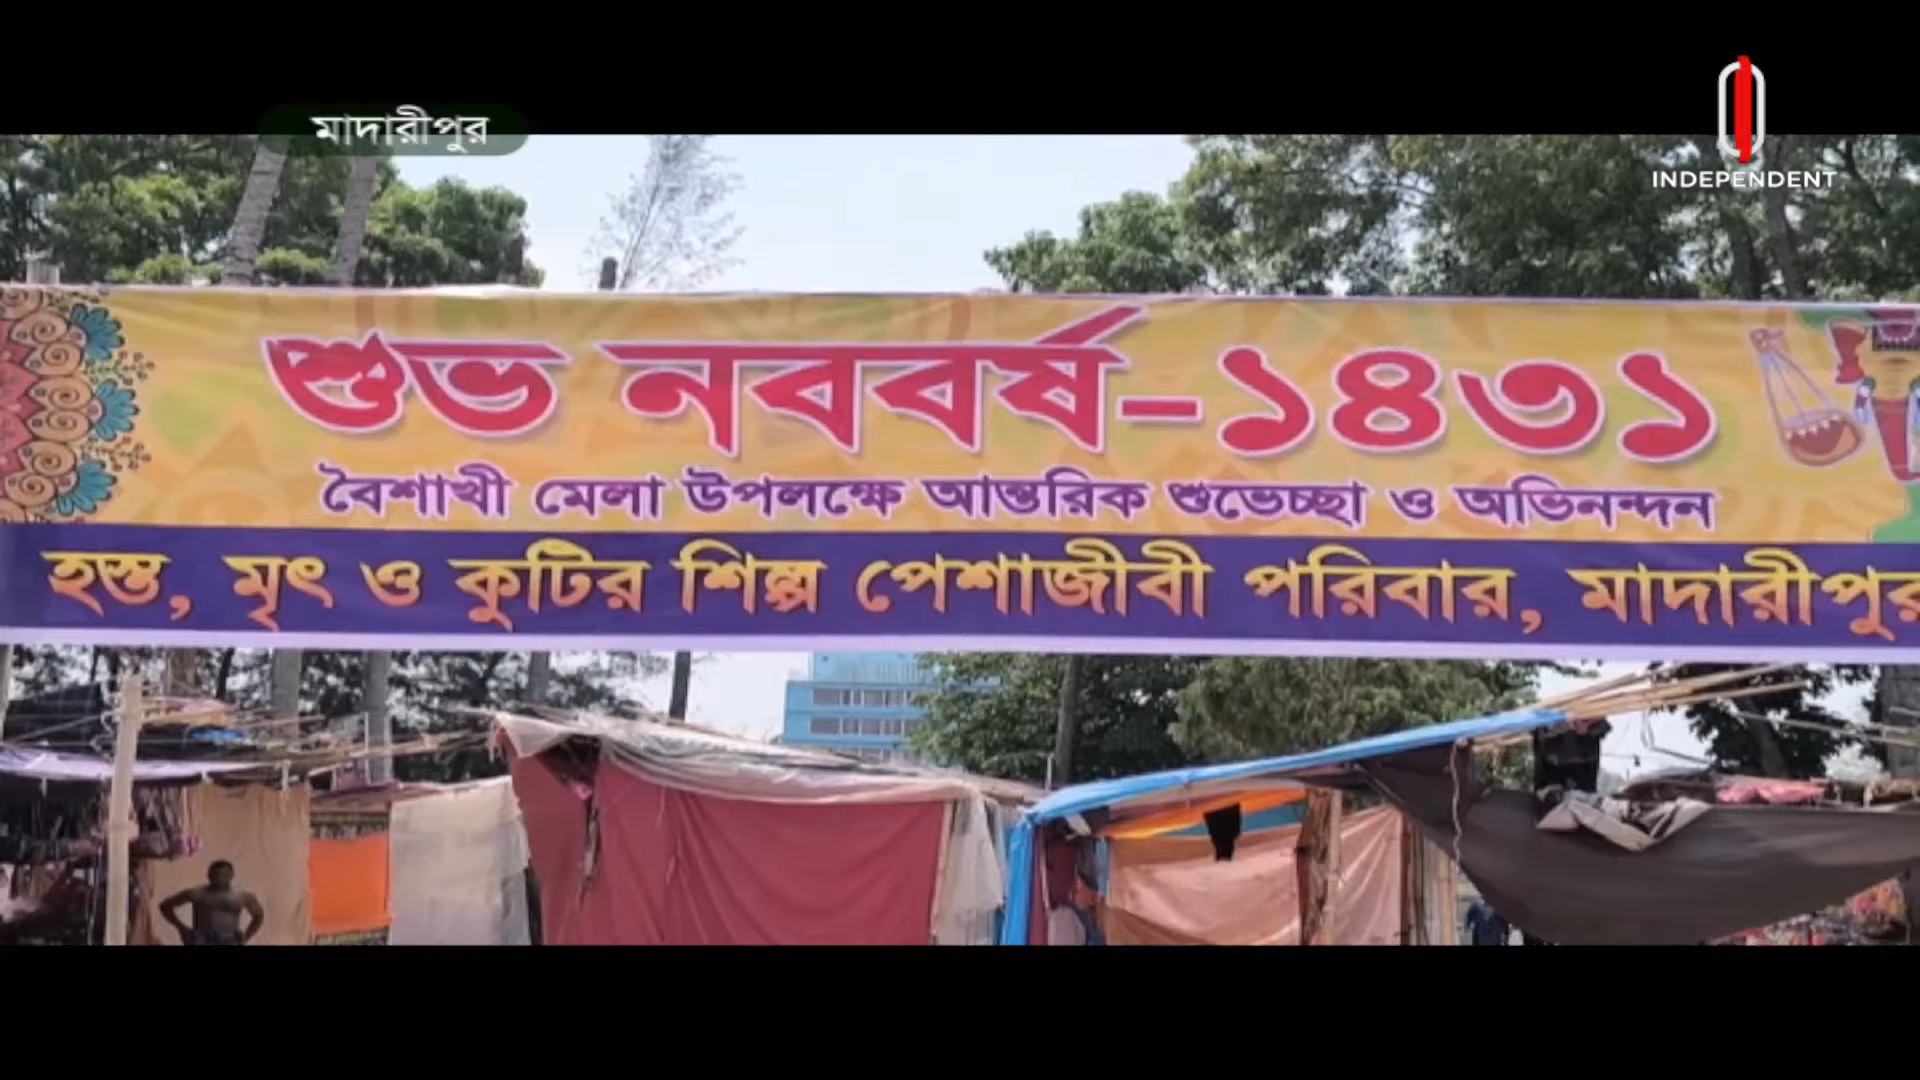 মাদারীপুর
INDEPENDENT
শুভ নববর্ষ-১৪৩১
বৈশাখী মেলা উপলক্ষে আন্তরিক শুভেচ্ছা ও অভিনন্দন
হস্ত, মৃৎ ও কুটির শিল্প পেশাজীবী পরিবার, মাদারীপুর